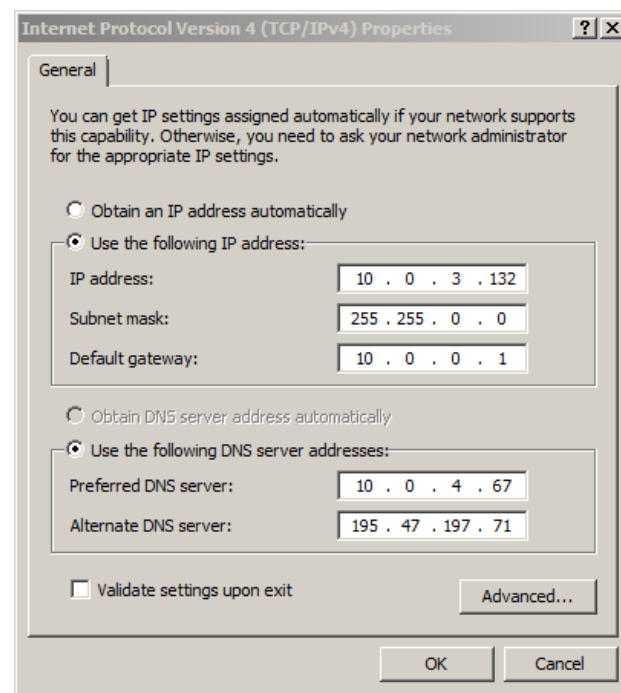 Internet Protocol Version 4 (TCP/IPv4) Properties
General
You can get IP settings assigned automatically if your network supports
this capability. Otherwise, you need to ask your network administrator
for the appropriate IP settings.
Obtain an IP address automatically
Use the following IP address:
IP address: 10 . 0 . 3 . 132
Subnet mask: 255 . 255 . 0 . 0
Default gateway: 10 . 0 . 0 . 1
Obtain DNS server address automatically
Use the following DNS server addresses:
Preferred DNS server: 10 . 0 . 4 . 67
Alternate DNS server: 195 . 47 . 197 . 71
Validate settings upon exit
Advanced...
OK Cancel